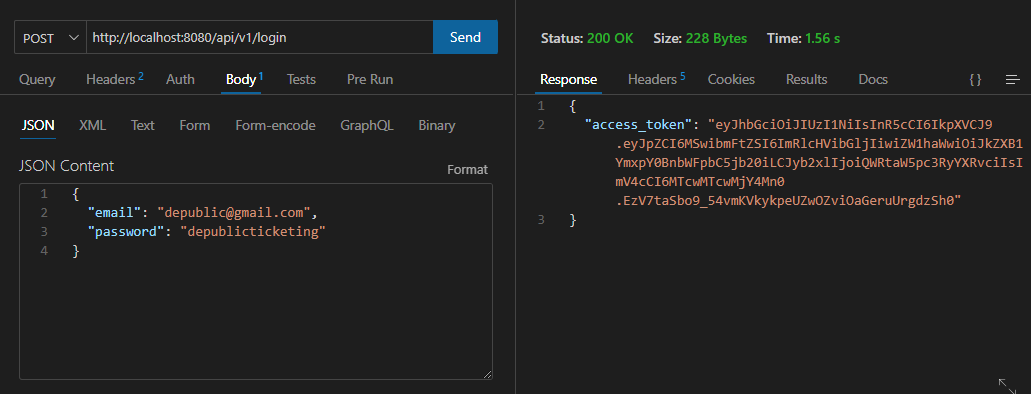 POST http://localhost:8080/api/v1/login Send
Query Headers 2 Auth Body 1 Tests Pre Run
JSON XML Text Form Form-encode GraphQL Binary
JSON Content Format
1 {
2 "email": "depublic@gmail.com",
3 "password": "depublicticketing"
4 }
Status: 200 OK Size: 228 Bytes Time: 1.56 s
Response Headers 5 Cookies Results Docs { }
1 {
2 "access_token": "eyJhbGciOiJIUzI1NiIsInR5cCI6IkpXVCJ9
.eyJpZCI6MSwibmFtZSI6ImRlcHVibGljIiwiZW1haWwiOiJkZXB1
YmxpY0BnbWFpbC5jb20iLCJyb2xlIjoiQWRtaW5pc3RyYXRvciIsI
mV4cCI6MTcwMTcwMjY4Mn0
.EzV7taSbo9_54vmKVkykpeUZwOZviOaGeruUrgdzSh0"
3 }